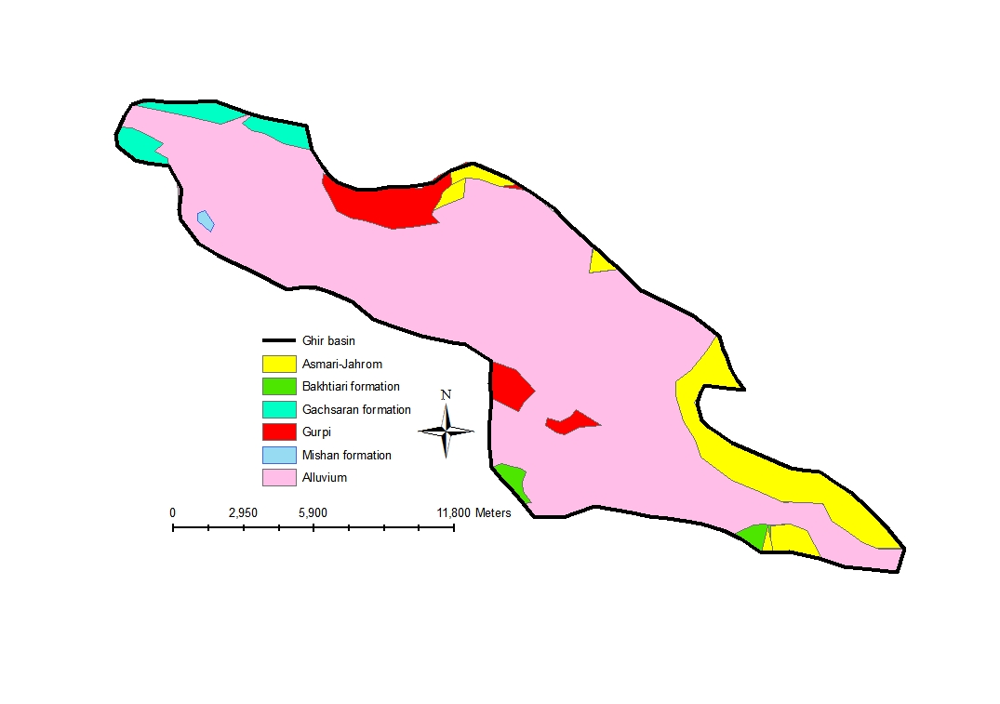 Ghir basin
Asmari-Jahrom
Bakhtiari formation
Gachsaran formation
Gurpi
Mishan formation
Alluvium
N
0 2,950 5,900 11,800 Meters